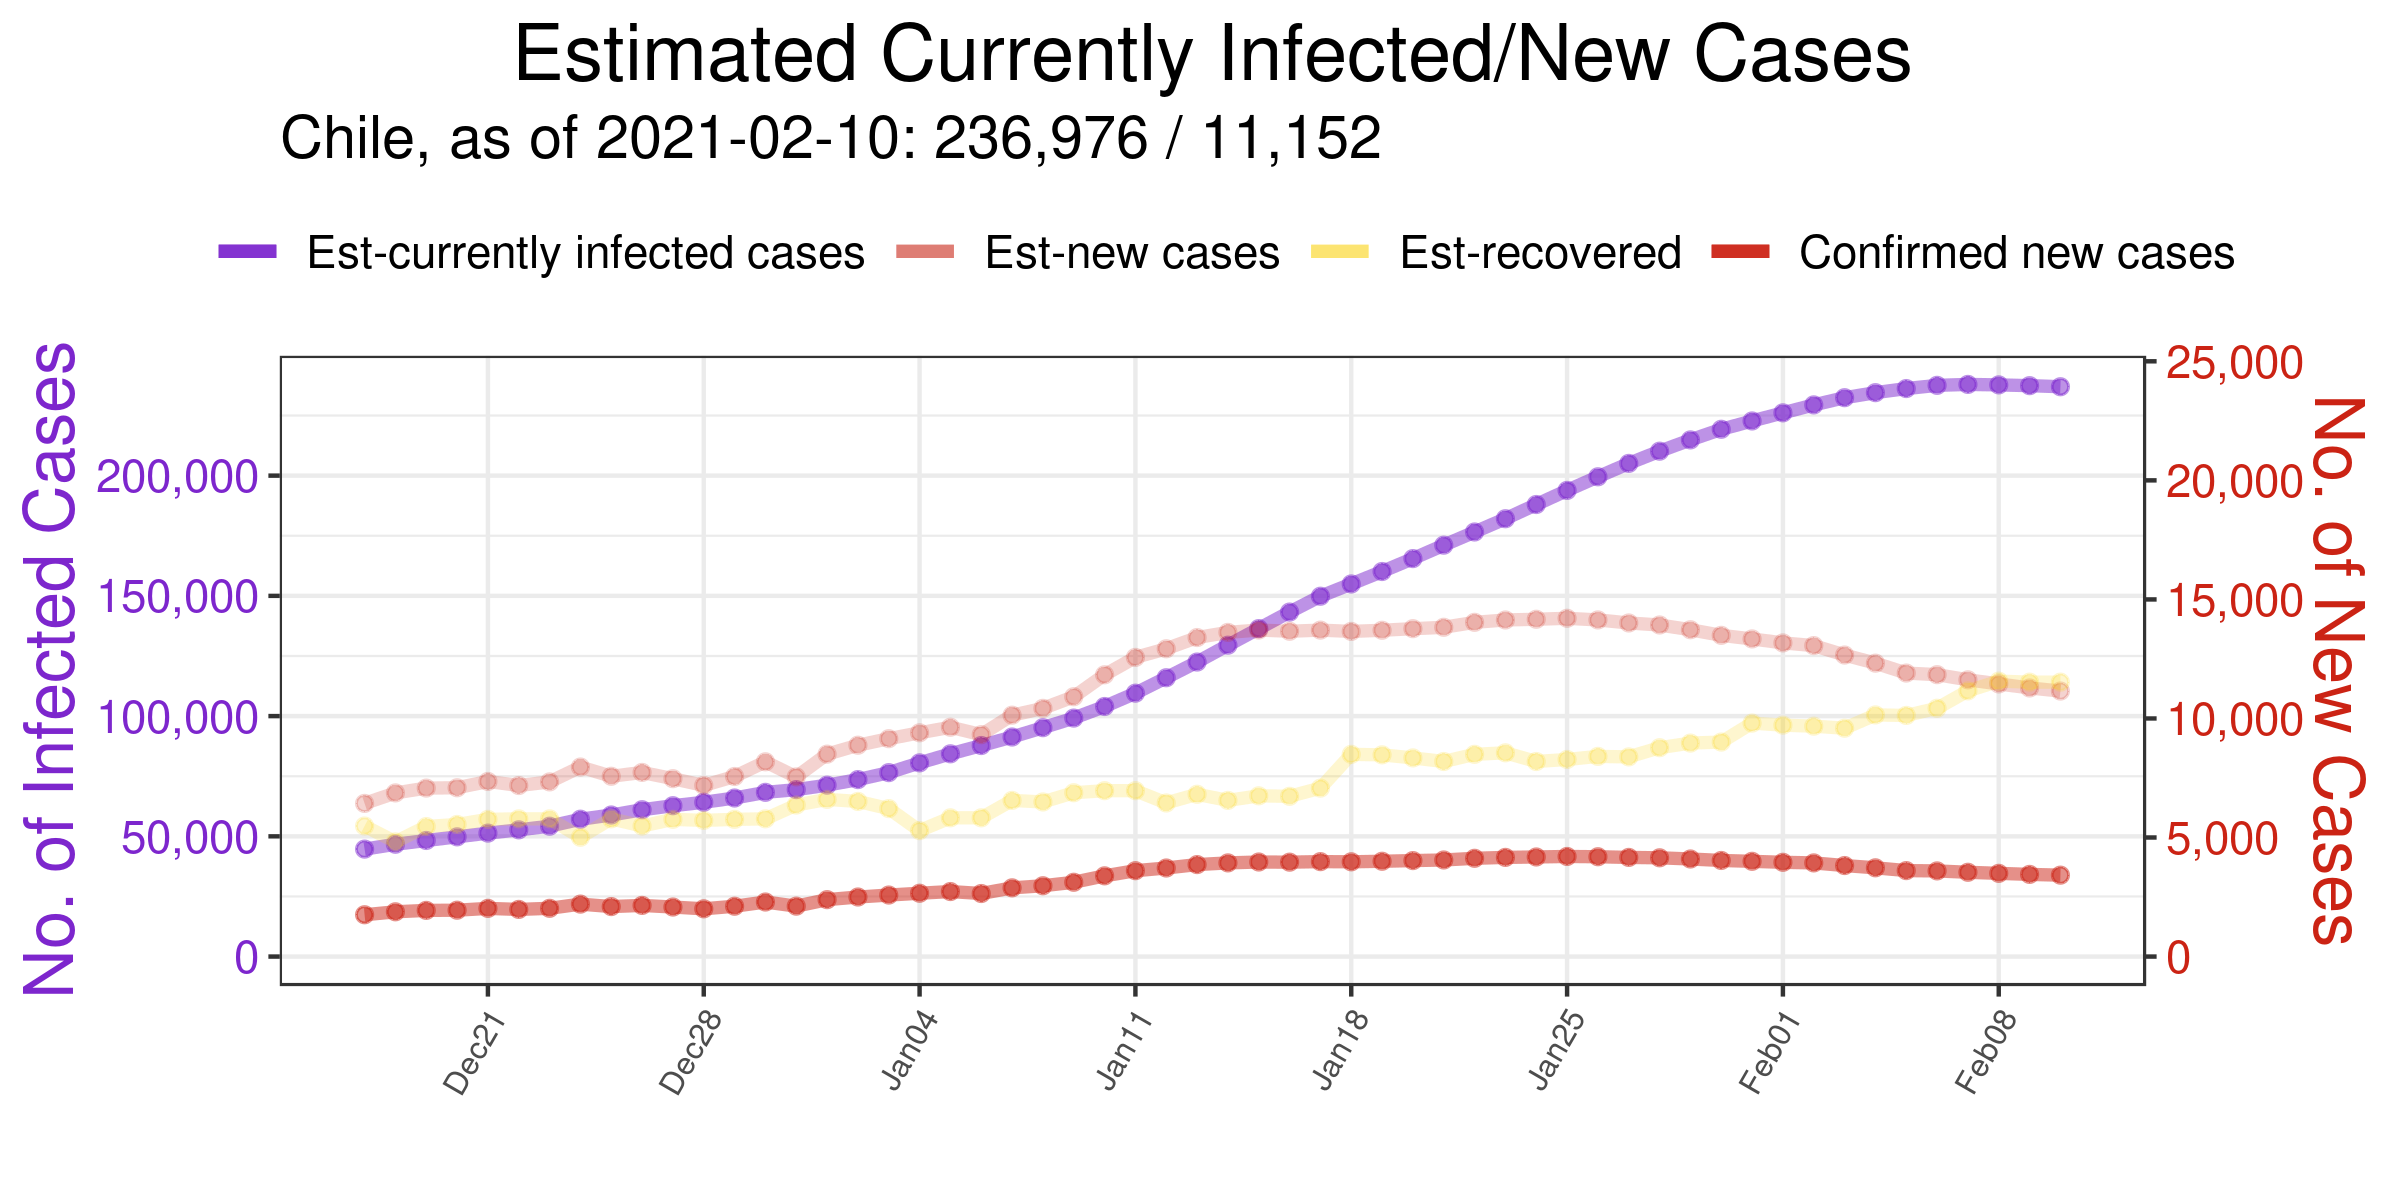 Estimated Currently Infected/New Cases
Chile, as of 2021-02-10: 236,976 / 11,152
Est-currently infected cases Est-new cases Est-recovered Confirmed new cases
No. of Infected Cases
200,000
150,000
100,000
50,000
0
25,000
20,000
15,000
10,000
5,000
0
No. of New Cases
Dec21 Dec28 Jan04 Jan11 Jan18 Jan25 Feb01 Feb08